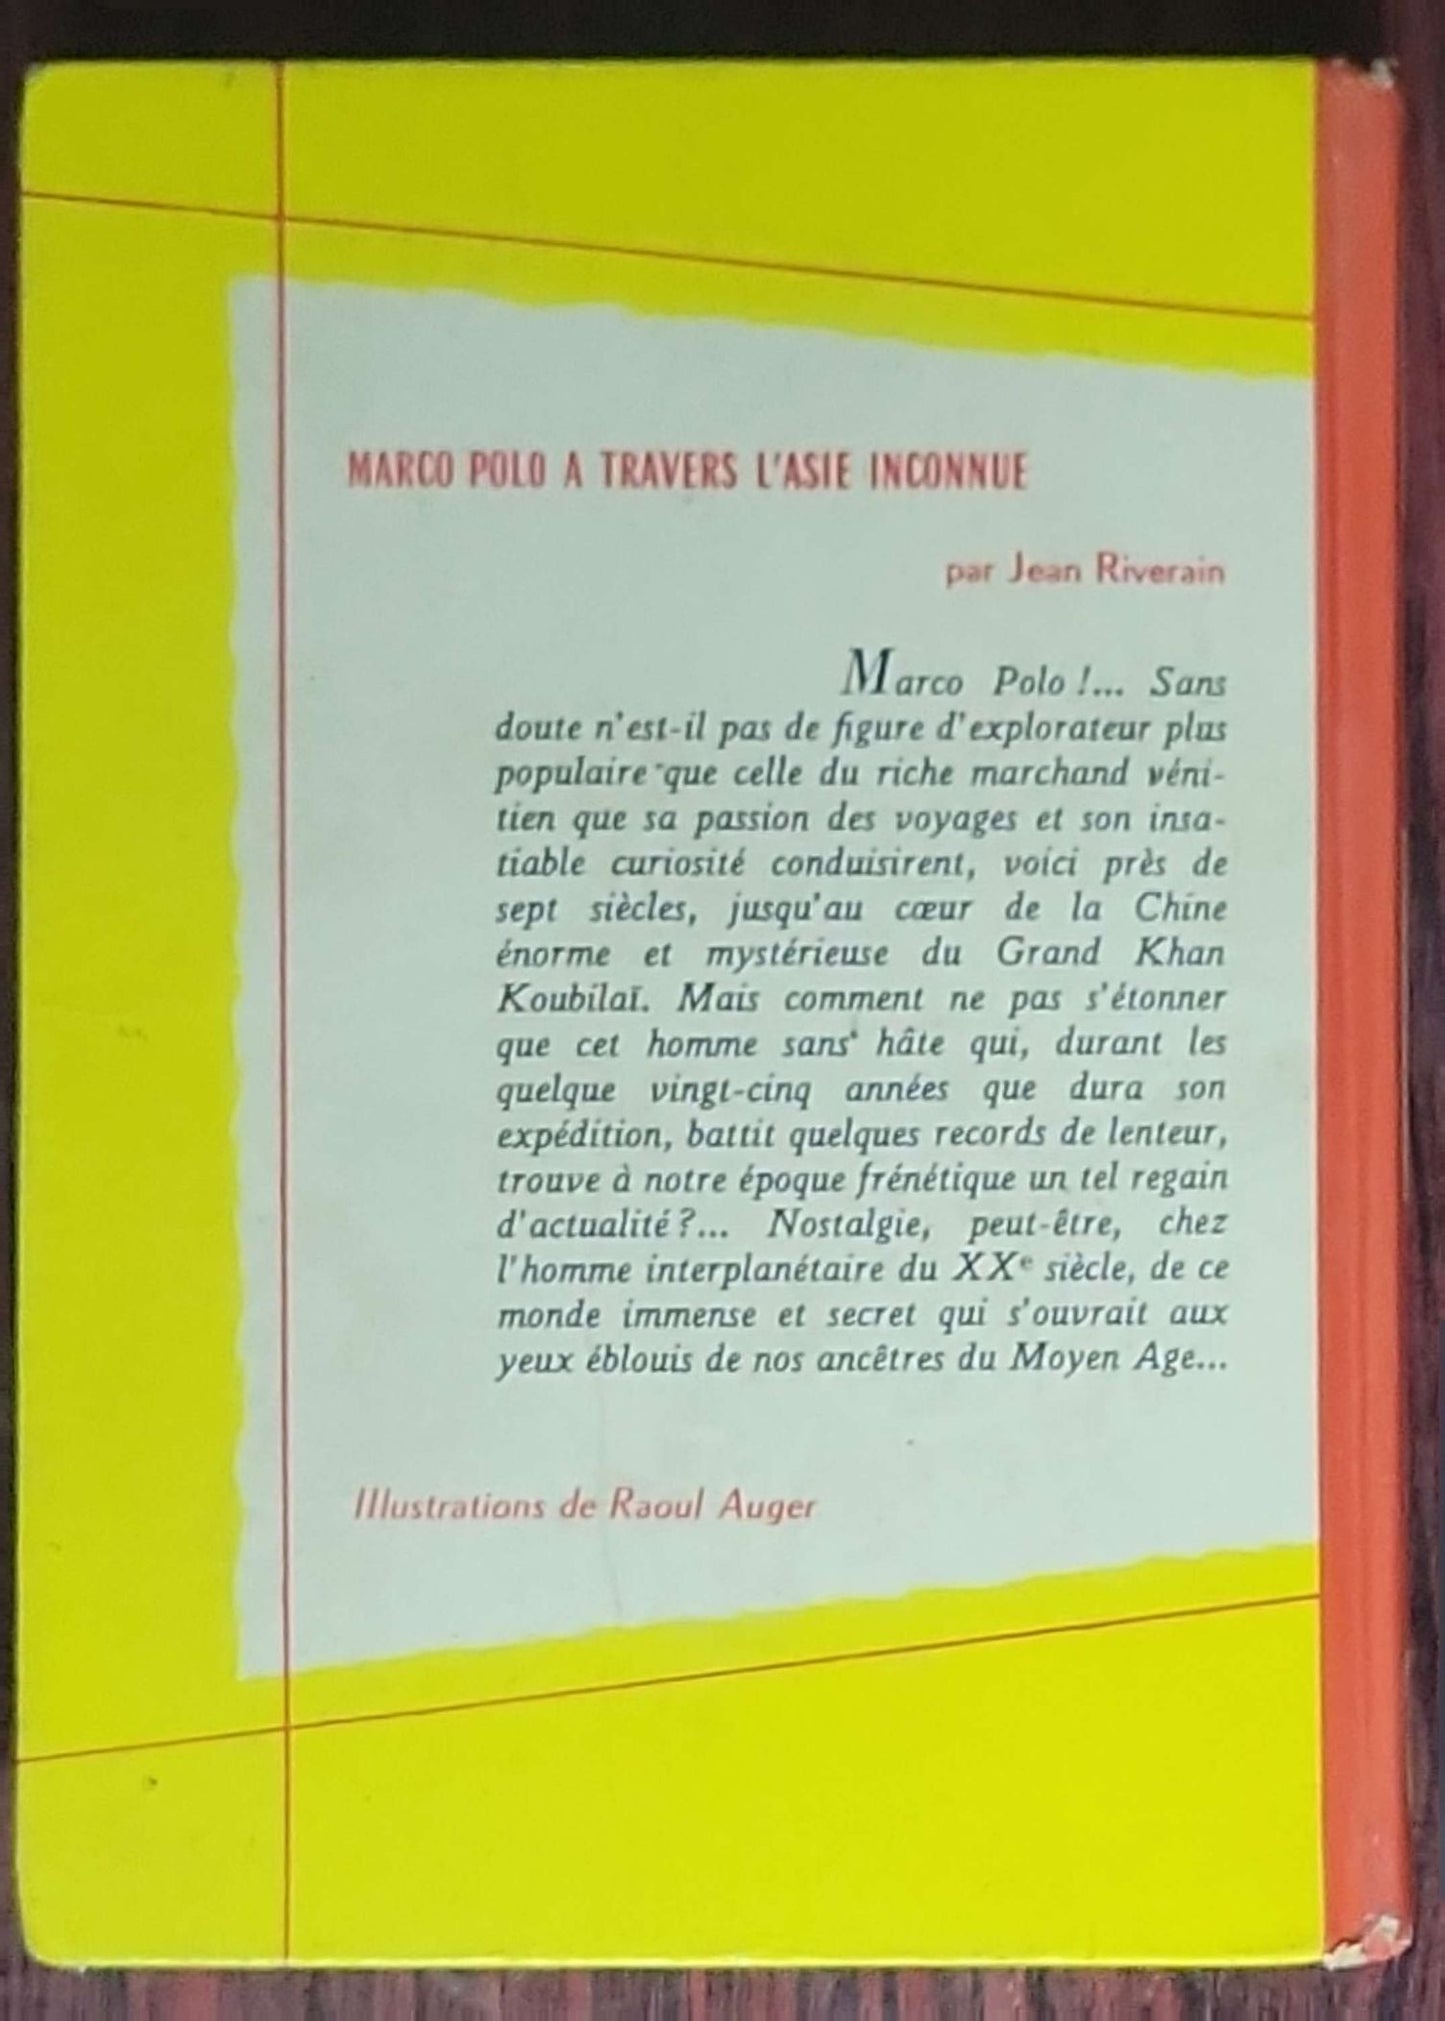 MARCO POLO A TRAVERS L'ASIE INCONNUE
par Jean Riverain
Marco Polo !... Sans
doute n'est-il pas de figure d'explorateur plus
populaire que celle du riche marchand véni-
tien que sa passion des voyages et son insa-
tiable curiosité conduisirent, voici près de
sept siècles, jusqu'au cœur de la Chine
énorme et mystérieuse du Grand Khan
Koubilaï. Mais comment ne pas s'étonner
que cet homme sans hâte qui, durant les
quelque vingt-cinq années que dura son
expédition, battit quelques records de lenteur,
trouve à notre époque frénétique un tel regain
d'actualité ?... Nostalgie, peut-être, chez
l'homme interplanétaire du XXe siècle, de ce
monde immense et secret qui s'ouvrait aux
yeux éblouis de nos ancêtres du Moyen Age...
Illustrations de Raoul Auger